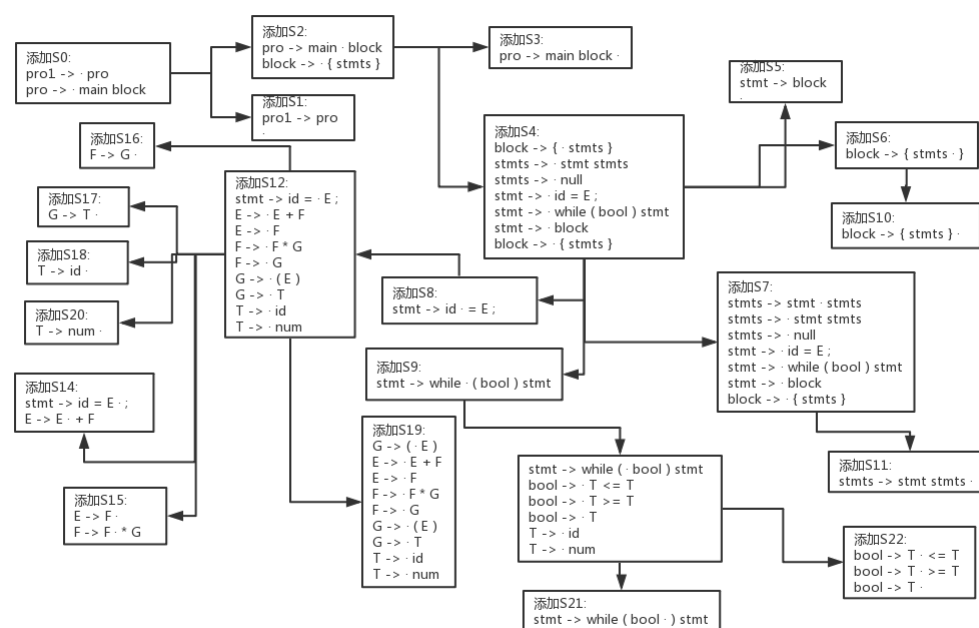 添加S0:
pro1 -> · pro
pro -> · main block
添加S2:
pro -> main · block
block -> · { stmts }
添加S3:
pro -> main block ·
添加S1:
pro1 -> pro
·
添加S5:
stmt -> block
·
添加S4:
block -> { · stmts }
stmts -> · stmt stmts
stmts -> · null
stmt -> · id = E ;
stmt -> · while ( bool ) stmt
stmt -> · block
block -> · { stmts }
添加S6:
block -> { stmts · }
添加S10:
block -> { stmts } ·
添加S16:
F -> G ·
添加S17:
G -> T ·
添加S18:
T -> id ·
添加S20:
T -> num ·
添加S12:
stmt -> id = · E ;
E -> · E + F
E -> · F
F -> · F * G
F -> · G
G -> · ( E )
G -> · T
T -> · id
T -> · num
添加S8:
stmt -> id · = E ;
添加S7:
stmts -> stmt · stmts
stmts -> · stmt stmts
stmts -> · null
stmt -> · id = E ;
stmt -> · while ( bool ) stmt
stmt -> · block
block -> · { stmts }
添加S9:
stmt -> while · ( bool ) stmt
添加S14:
stmt -> id = E · ;
E -> E · + F
添加S19:
G -> ( · E )
E -> · E + F
E -> · F
F -> · F * G
F -> · G
G -> · ( E )
G -> · T
T -> · id
T -> · num
添加S11:
stmts -> stmt stmts ·
添加S15:
E -> F ·
F -> F · * G
stmt -> while ( · bool ) stmt
bool -> · T <= T
bool -> · T >= T
bool -> · T
T -> · id
T -> · num
添加S22:
bool -> T · <= T
bool -> T · >= T
bool -> T ·
添加S21:
stmt -> while ( bool · ) stmt